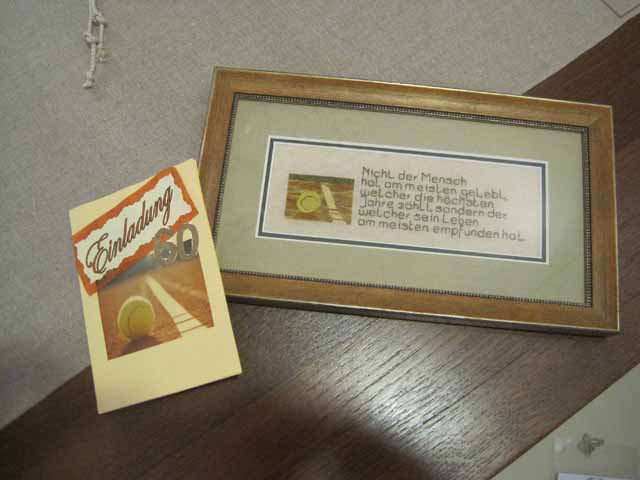 Einladung
60
Nicht der Mensch
hat am meisten gelebt,
welcher die höchsten
Jahre zählt, sondern der,
welcher sein Leben
am meisten empfunden hat.